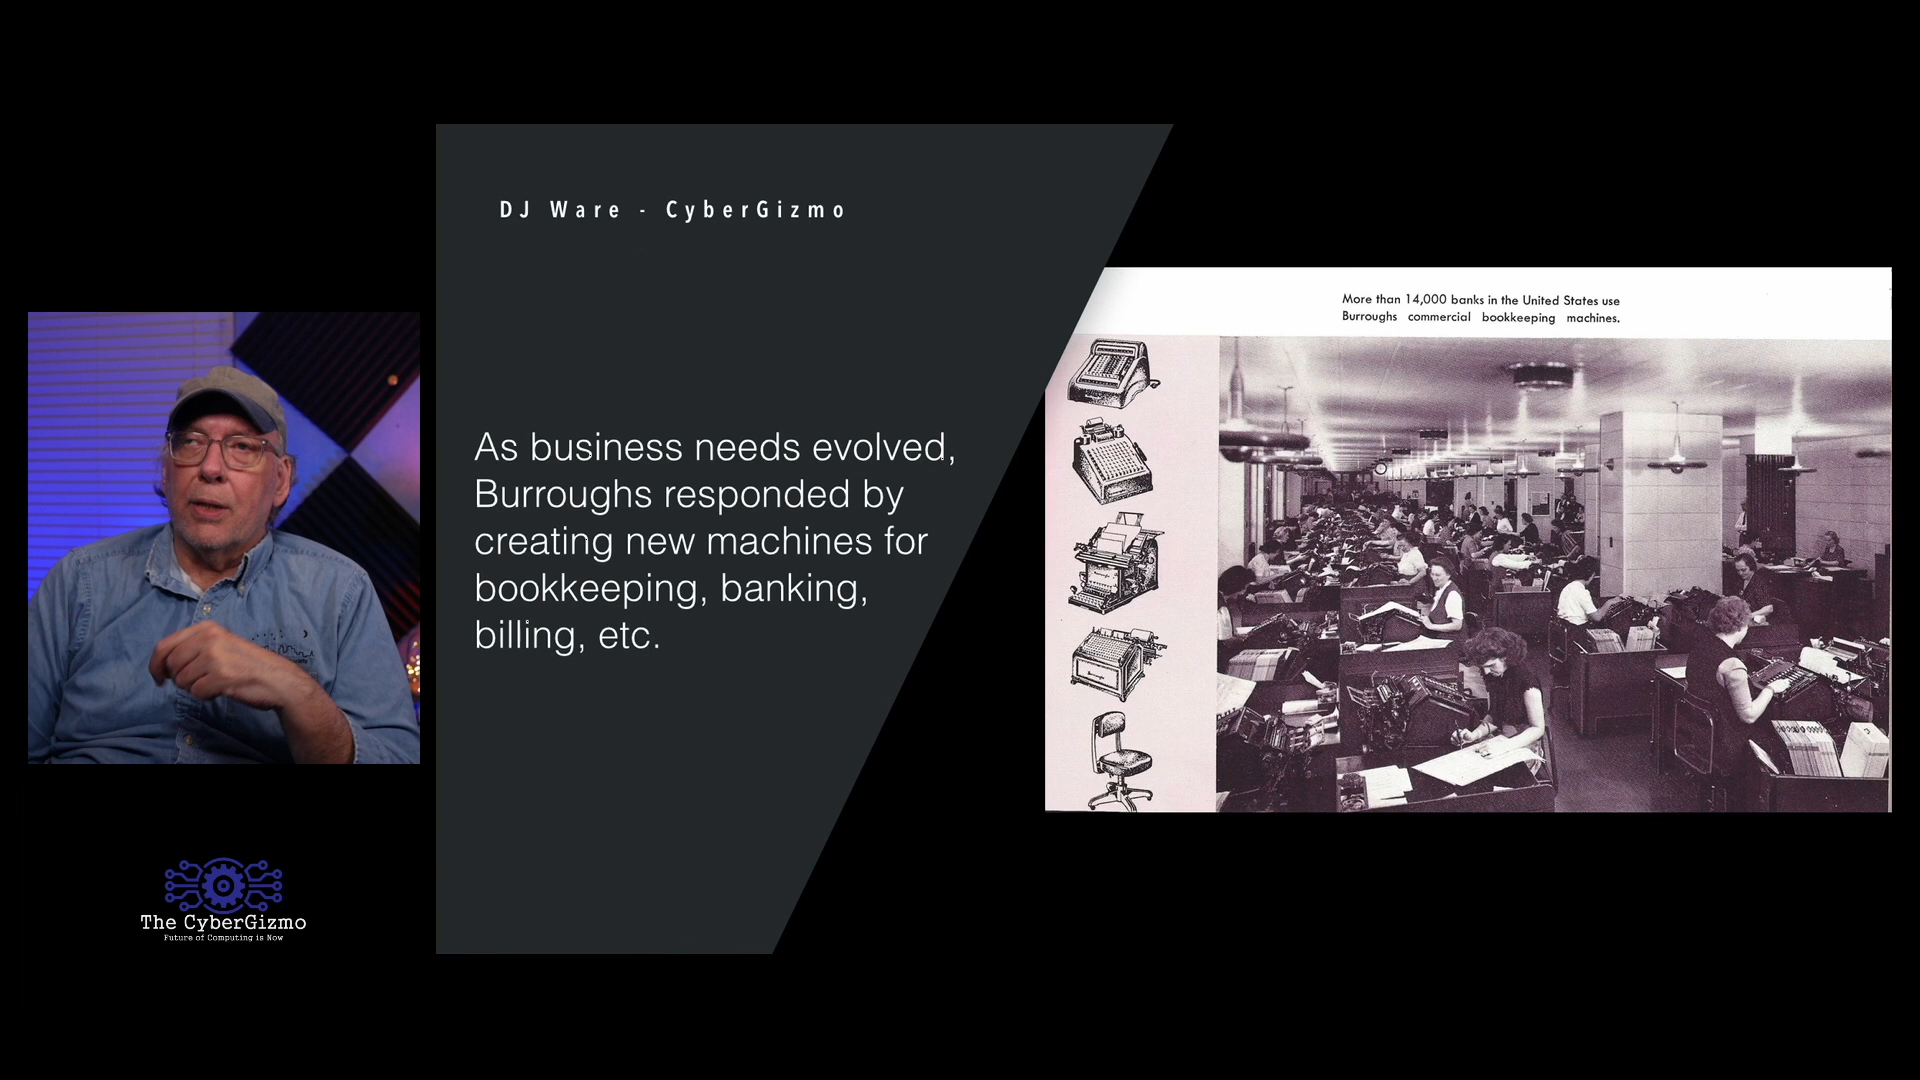 DJ Ware - CyberGizmo
As business needs evolved,
Burroughs responded by
creating new machines for
bookkeeping, banking,
billing, etc.
More than 14,000 banks in the United States use
Burroughs commercial bookkeeping machines.
The CyberGizmo
Future of Computing is Now